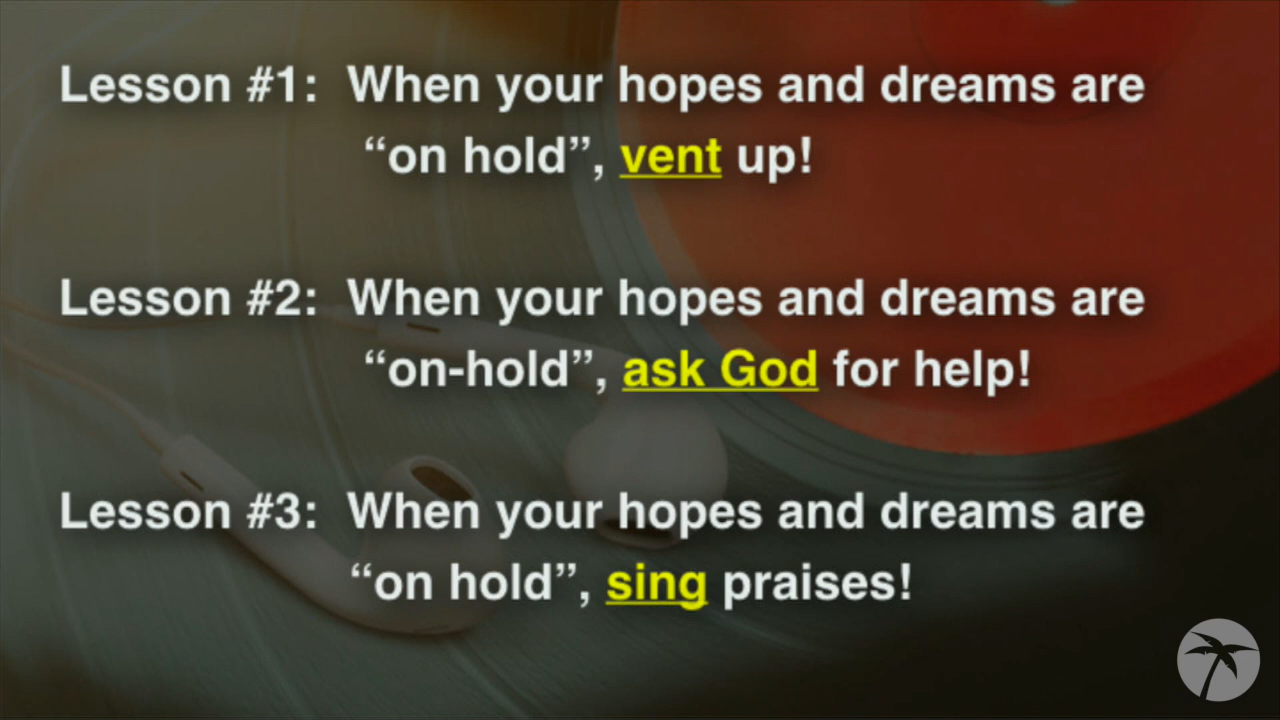 Lesson #1: When your hopes and dreams are
“on hold”, vent up!
Lesson #2: When your hopes and dreams are
“on-hold”, ask God for help!
Lesson #3: When your hopes and dreams are
“on hold”, sing praises!